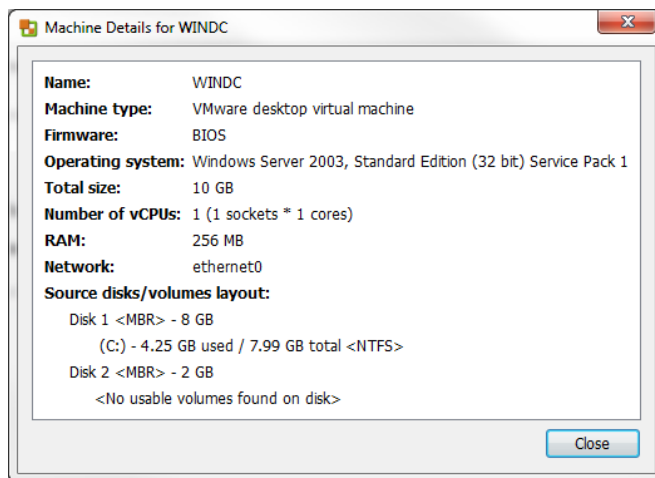 Machine Details for WINDC
Name: WINDC
Machine type: VMware desktop virtual machine
Firmware: BIOS
Operating system: Windows Server 2003, Standard Edition (32 bit) Service Pack 1
Total size: 10 GB
Number of vCPUs: 1 (1 sockets * 1 cores)
RAM: 256 MB
Network: ethernet0
Source disks/volumes layout:
Disk 1 <MBR> - 8 GB
(C:) - 4.25 GB used / 7.99 GB total <NTFS>
Disk 2 <MBR> - 2 GB
<No usable volumes found on disk>
Close